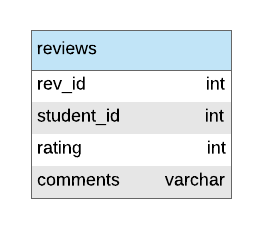 reviews
rev_id int
student_id int
rating int
comments varchar